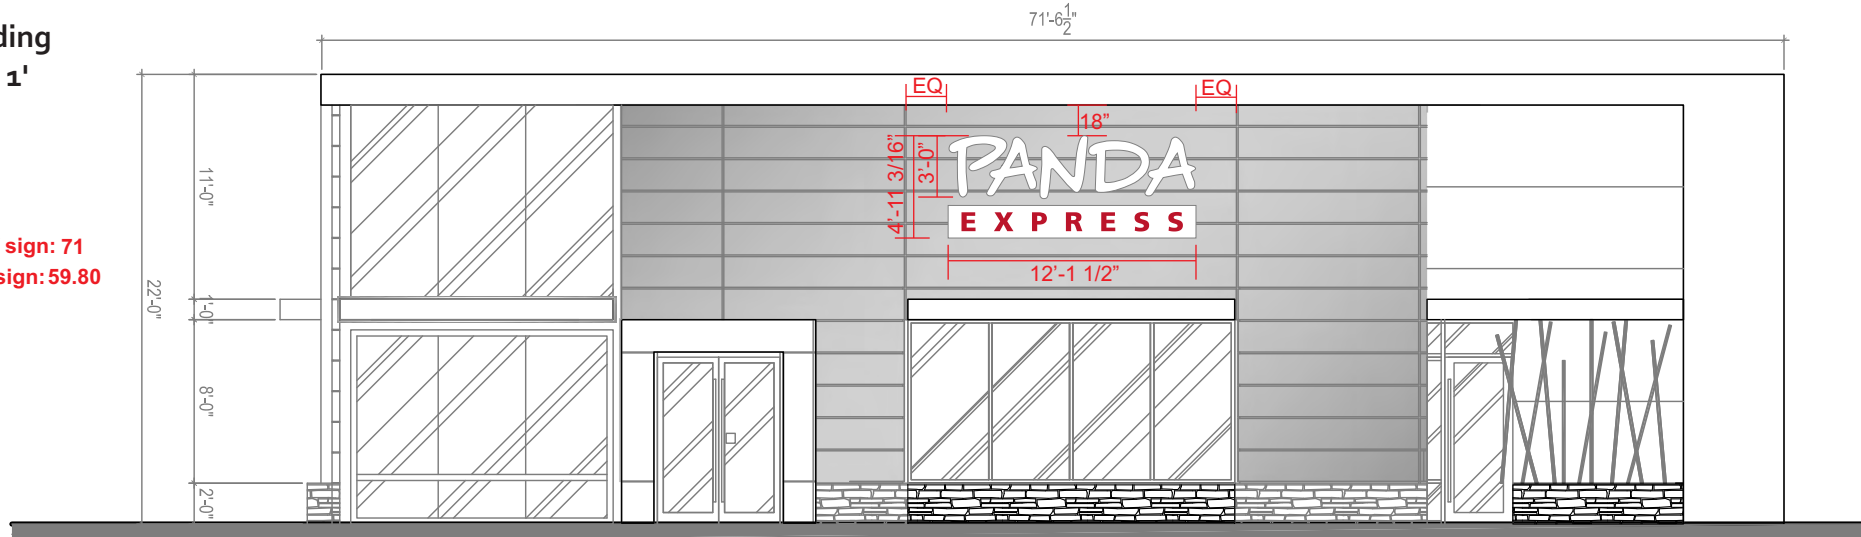 71'-6 1/2"
ding
1'
EQ
EQ
18”
PANDA
EXPRESS
4’-11 3/16”
3’-0”
12’-1 1/2”
11'-0"
sign: 71
sign: 59.80
22'-0"
1'-0"
8'-0"
2'-0"